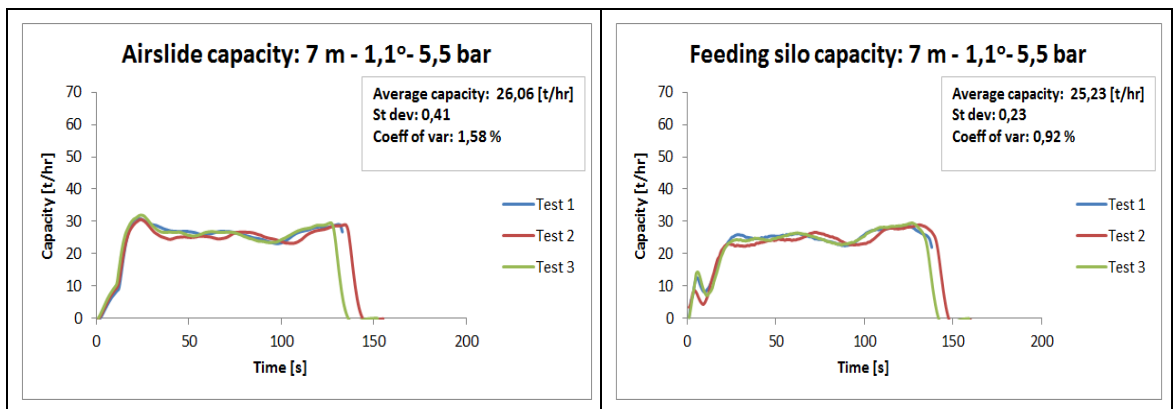 Airslide capacity: 7 m - 1,1°- 5,5 bar
Average capacity: 26,06 [t/hr]
St dev: 0,41
Coeff of var: 1,58 %
Capacity [t/hr]
70
60
50
40
30
20
10
0
0 50 100 150 200
Time [s]
Test 1
Test 2
Test 3
Feeding silo capacity: 7 m - 1,1°- 5,5 bar
Average capacity: 25,23 [t/hr]
St dev: 0,23
Coeff of var: 0,92 %
Capacity [t/hr]
70
60
50
40
30
20
10
0
0 50 100 150 200
Time [s]
Test 1
Test 2
Test 3